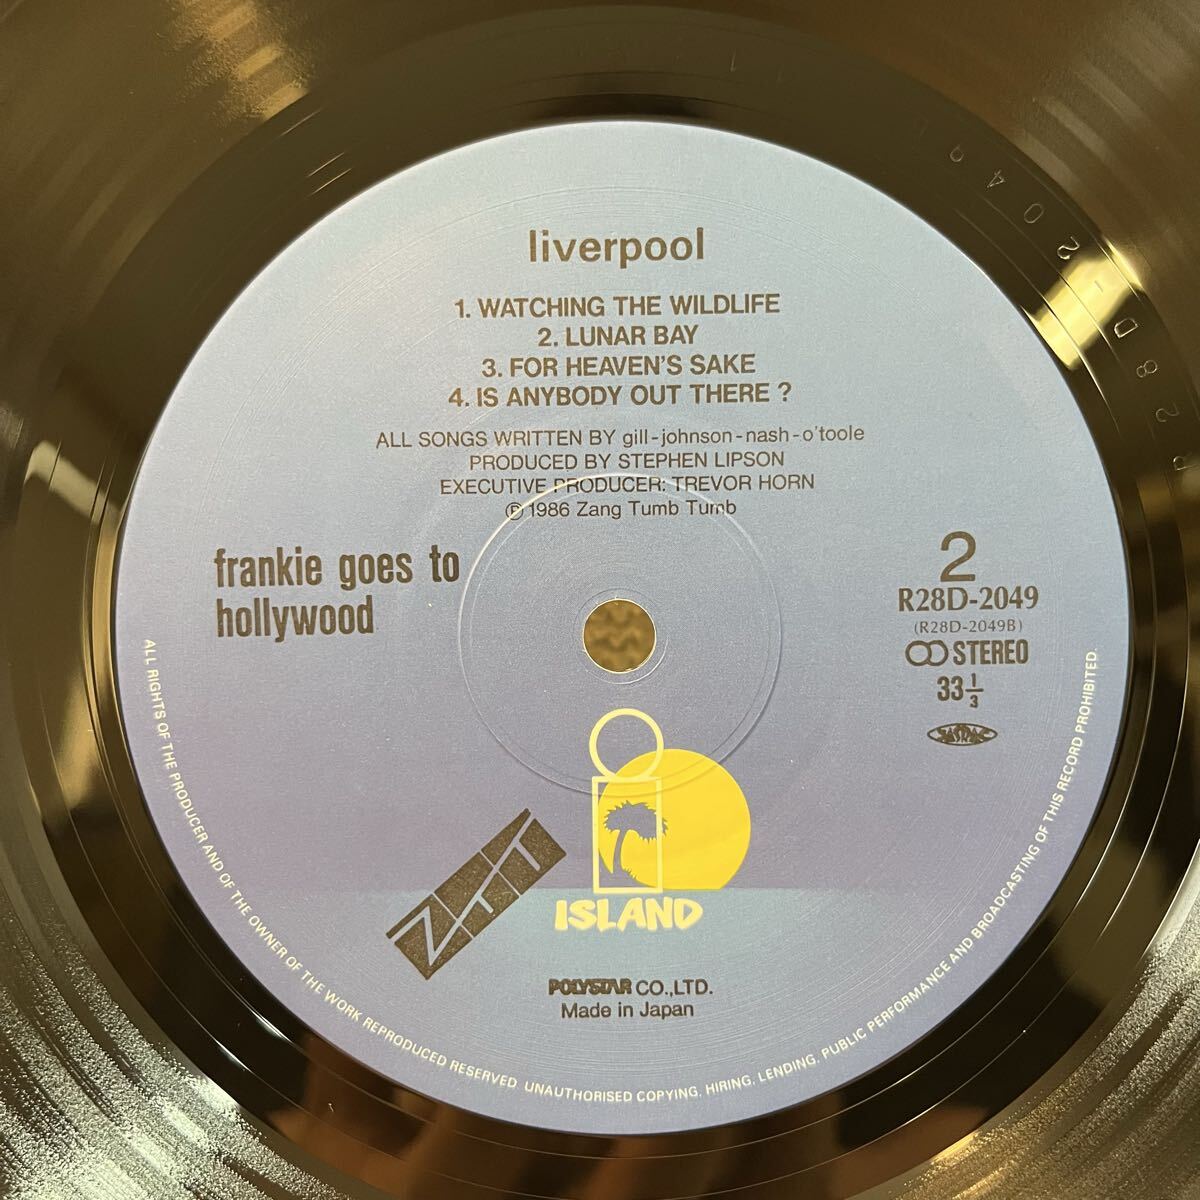 liverpool
1. WATCHING THE WILDLIFE
2. LUNAR BAY
3. FOR HEAVEN'S SAKE
4. IS ANYBODY OUT THERE ?
ALL SONGS WRITTEN BY gill-johnson-nash-o'toole
PRODUCED BY STEPHEN LIPSON
EXECUTIVE PRODUCER: TREVOR HORN
Ⓟ 1986 Zang Tumb Tumb
frankie goes to
hollywood
2
R28D-2049
(R28D-2049B)
STEREO
33 1/3
JASRAC
ZTT
i
ISLAND
POLYSTAR CO.,LTD.
Made in Japan
ALL RIGHTS OF THE PRODUCER AND OF THE OWNER OF THE WORK REPRODUCED RESERVED. UNAUTHORISED COPYING, HIRING, LENDING, PUBLIC PERFORMANCE AND BROADCASTING OF THIS RECORD PROHIBITED.